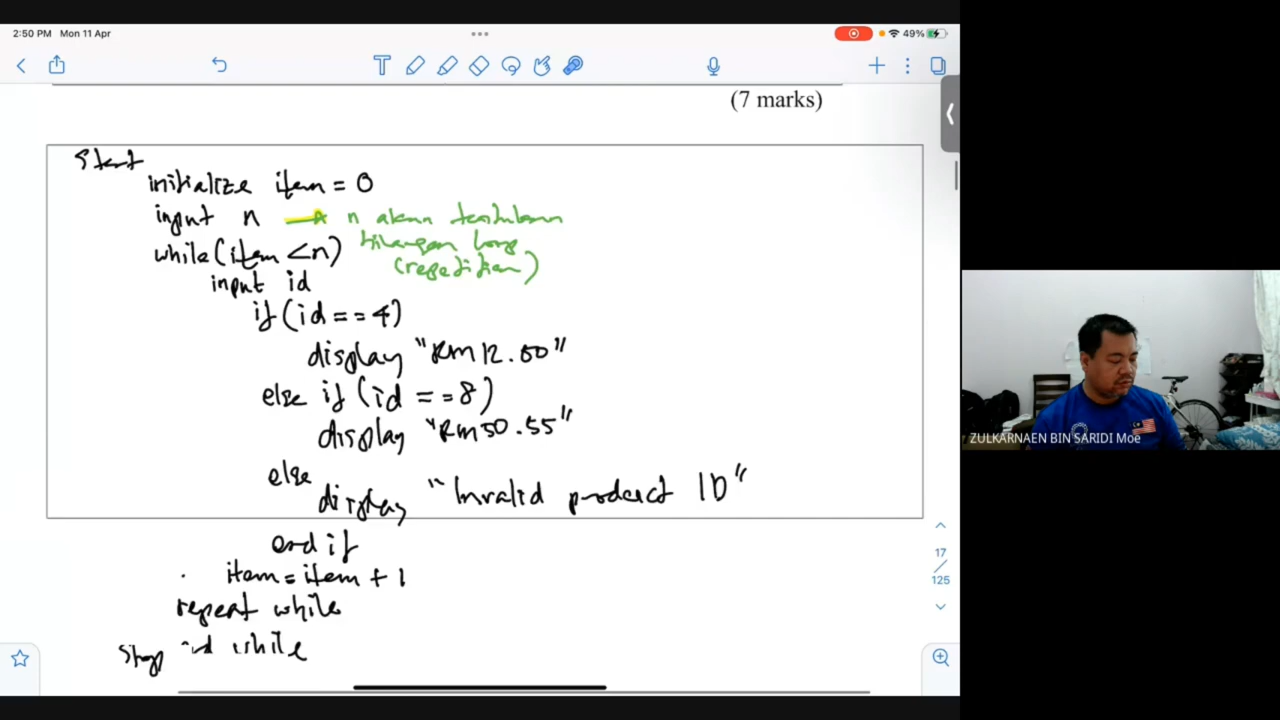 2:50 PM Mon 11 Apr
49%
(7 marks)
Start
initialize item = 0
input n → n akan tentukan
while (item < n) bilangan loop
(repetition)
input id
if (id == 4)
display "RM12.00"
else if (id == 8)
display "RM50.55"
else
display "Invalid product ID"
end if
item = item + 1
repeat while
end while
Stop
17
/
125
ZULKARNAEN BIN SARIDI Moe